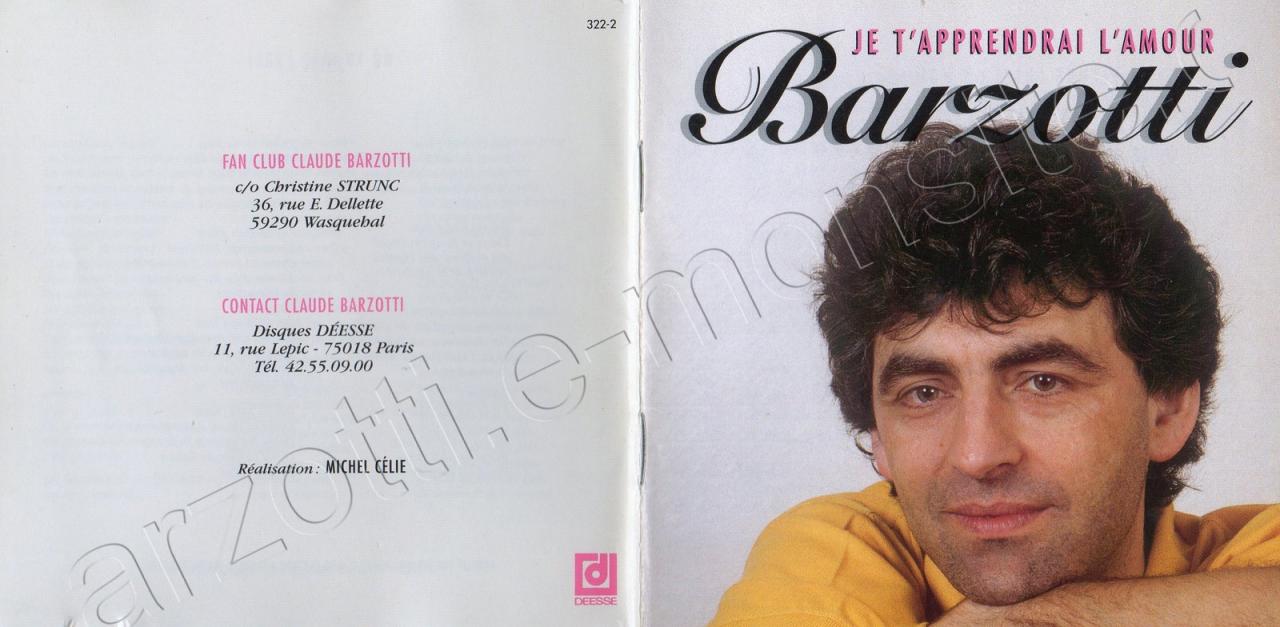 322-2
FAN CLUB CLAUDE BARZOTTI
c/o Christine STRUNC
36, rue E. Dellette
59290 Wasquehal
CONTACT CLAUDE BARZOTTI
Disques DÉESSE
11, rue Lepic - 75018 Paris
Tél. 42.55.09.00
Réalisation : MICHEL CÉLIE
DEESSE
JE T'APPRENDRAI L'AMOUR
Barzotti
arzotti.e-monsite